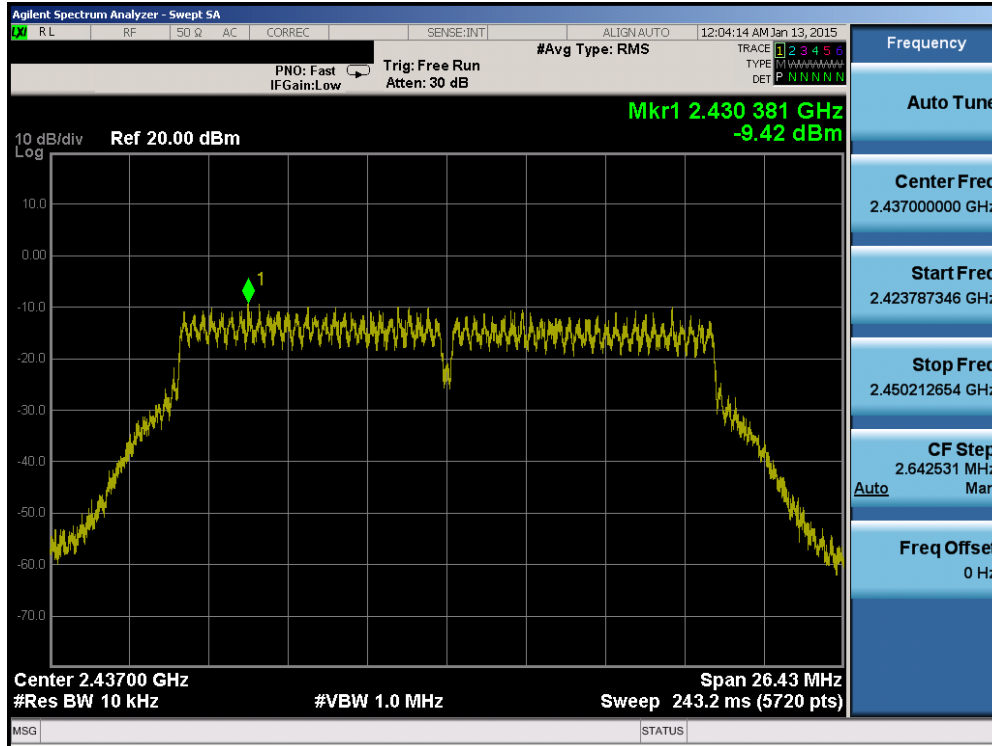 Agilent Spectrum Analyzer - Swept SA
LXI RL RF 50 Ω AC CORREC SENSE:INT ALIGN AUTO 12:04:14 AM Jan 13, 2015
Frequency
#Avg Type: RMS
TRACE 1 2 3 4 5 6
PNO: Fast Trig: Free Run
TYPE M WWWWW
IFGain:Low Atten: 30 dB
DET P N N N N N
Auto Tune
Mkr1 2.430 381 GHz
10 dB/div Ref 20.00 dBm -9.42 dBm
Log
Center Freq
2.437000000 GHz
10.0
0.00
Start Freq
2.423787346 GHz
1
-10.0
-20.0
Stop Freq
2.450212654 GHz
-30.0
-40.0
CF Step
2.642531 MHz
Auto Man
-50.0
-60.0
Freq Offset
0 Hz
-70.0
Center 2.43700 GHz Span 26.43 MHz
#Res BW 10 kHz #VBW 1.0 MHz Sweep 243.2 ms (5720 pts)
MSG STATUS